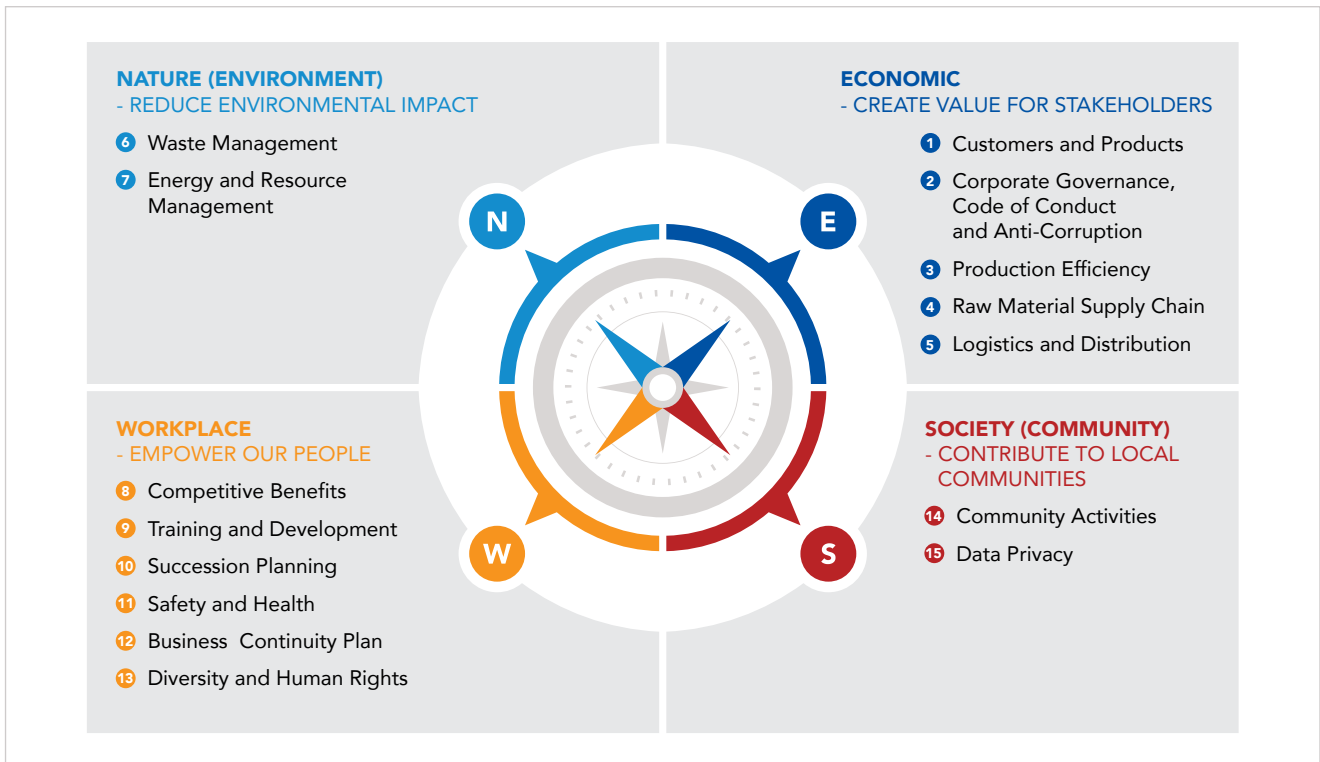 NATURE (ENVIRONMENT)
- REDUCE ENVIRONMENTAL IMPACT
6 Waste Management
7 Energy and Resource
Management
ECONOMIC
- CREATE VALUE FOR STAKEHOLDERS
1 Customers and Products
2 Corporate Governance,
Code of Conduct
and Anti-Corruption
3 Production Efficiency
4 Raw Material Supply Chain
5 Logistics and Distribution
N
E
W
S
WORKPLACE
- EMPOWER OUR PEOPLE
8 Competitive Benefits
9 Training and Development
10 Succession Planning
11 Safety and Health
12 Business Continuity Plan
13 Diversity and Human Rights
SOCIETY (COMMUNITY)
- CONTRIBUTE TO LOCAL
COMMUNITIES
14 Community Activities
15 Data Privacy